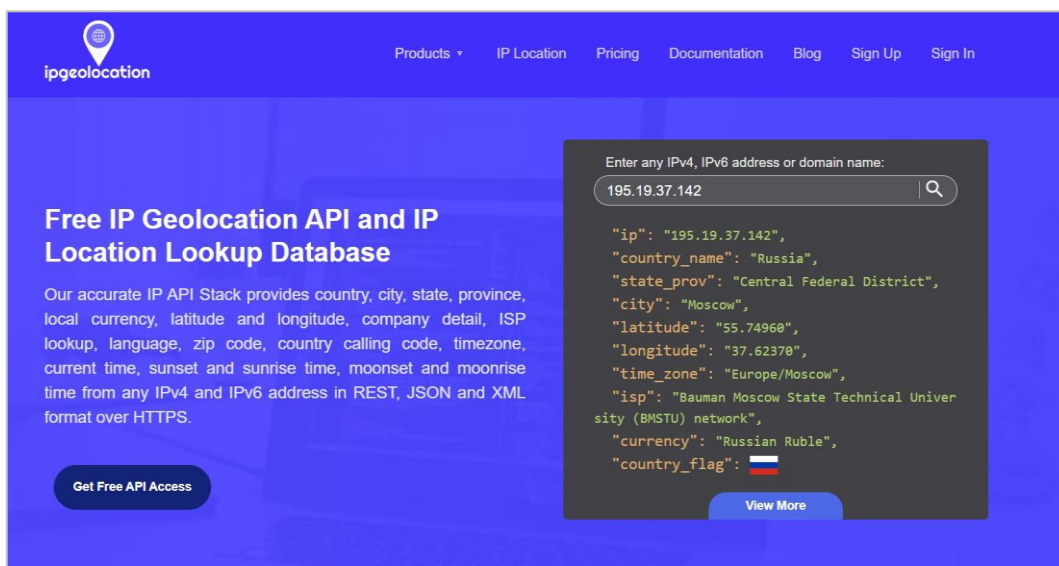 ipgeolocation
Products ▾ IP Location Pricing Documentation Blog Sign Up Sign In
Free IP Geolocation API and IP
Location Lookup Database
Our accurate IP API Stack provides country, city, state, province,
local currency, latitude and longitude, company detail, ISP
lookup, language, zip code, country calling code, timezone,
current time, sunset and sunrise time, moonset and moonrise
time from any IPv4 and IPv6 address in REST, JSON and XML
format over HTTPS.
Get Free API Access
Enter any IPv4, IPv6 address or domain name:
195.19.37.142
"ip": "195.19.37.142",
"country_name": "Russia",
"state_prov": "Central Federal District",
"city": "Moscow",
"latitude": "55.74960",
"longitude": "37.62370",
"time_zone": "Europe/Moscow",
"isp": "Bauman Moscow State Technical Univer
sity (BMSTU) network",
"currency": "Russian Ruble",
"country_flag":
View More